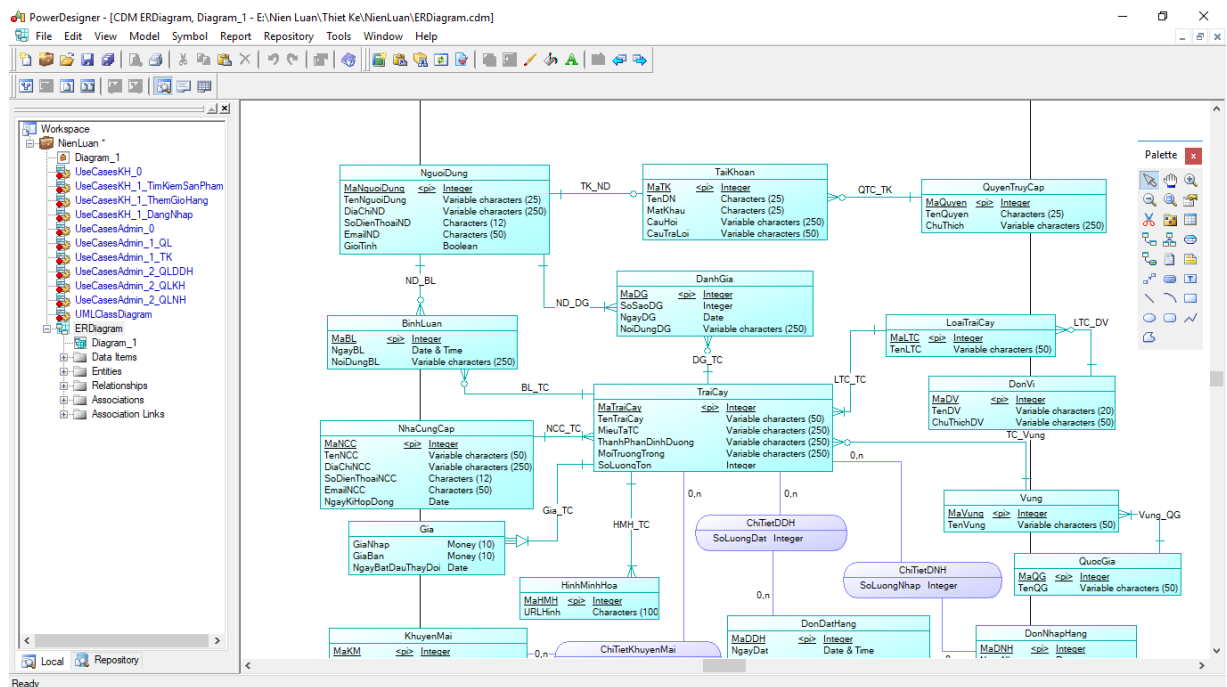 PowerDesigner - [CDM ERDiagram, Diagram_1 - E:\Nien Luan\Thiet Ke\NienLuan\ERDiagram.cdm]
File Edit View Model Symbol Report Repository Tools Window Help
Workspace
NienLuan *
Diagram_1
UseCasesKH_0
UseCasesKH_1_TimKiemSanPham
UseCasesKH_1_ThemGioHang
UseCasesKH_1_DangNhap
UseCasesAdmin_0
UseCasesAdmin_1_QL
UseCasesAdmin_1_TK
UseCasesAdmin_2_QLDDH
UseCasesAdmin_2_QLKH
UseCasesAdmin_2_QLNH
UMLClassDiagram
ERDiagram
Diagram_1
Data Items
Entities
Relationships
Associations
Association Links
Local Repository
Ready
Palette
NguoiDung
MaNguoiDung <pi> Integer
TenNguoiDung Variable characters (25)
DiaChiND Variable characters (250)
SoDienThoaiND Characters (12)
EmailND Characters (50)
GioiTinh Boolean
TK_ND
TaiKhoan
MaTK <pi> Integer
TenDN Characters (25)
MatKhau Characters (25)
CauHoi Variable characters (250)
CauTraLoi Variable characters (50)
QTC_TK
QuyenTruyCap
MaQuyen <pi> Integer
TenQuyen Characters (25)
ChuThich Variable characters (250)
ND_BL
ND_DG
DanhGia
MaDG <pi> Integer
SoSaoDG Integer
NgayDG Date
NoiDungDG Variable characters (250)
BinhLuan
MaBL <pi> Integer
NgayBL Date & Time
NoiDungBL Variable characters (250)
DG_TC
BL_TC
LTC_TC
LoaiTraiCay
MaLTC <pi> Integer
TenLTC Variable characters (50)
LTC_DV
DonVi
MaDV <pi> Integer
TenDV Variable characters (20)
ChuThichDV Variable characters (250)
TC_Vung
TraiCay
MaTraiCay <pi> Integer
TenTraiCay Variable characters (50)
MieuTaTC Variable characters (250)
ThanhPhanDinhDuong Variable characters (250)
MoiTruongTrong Variable characters (250)
SoLuongTon Integer
NhaCungCap
MaNCC <pi> Integer
TenNCC Variable characters (50)
DiaChiNCC Variable characters (250)
SoDienThoaiNCC Characters (12)
EmailNCC Characters (50)
NgayKiHopDong Date
NCC_TC
Gia_TC
HMH_TC
0,n
0,n
0,n
Gia
GiaNhap Money (10)
GiaBan Money (10)
NgayBatDauThayDoi Date
ChiTietDDH
SoLuongDat Integer
Vung
MaVung <pi> Integer
TenVung Variable characters (50)
Vung_QG
QuocGia
MaQG <pi> Integer
TenQG Variable characters (50)
ChiTietDNH
SoLuongNhap Integer
HinhMinhHoa
MaHMH <pi> Integer
URLHinh Characters (100
0,n
KhuyenMai
MaKM <pi> Integer
0,n
ChiTietKhuyenMai
DonDatHang
MaDDH <pi> Integer
NgayDat Date & Time
DonNhapHang
MaDNH <pi> Integer